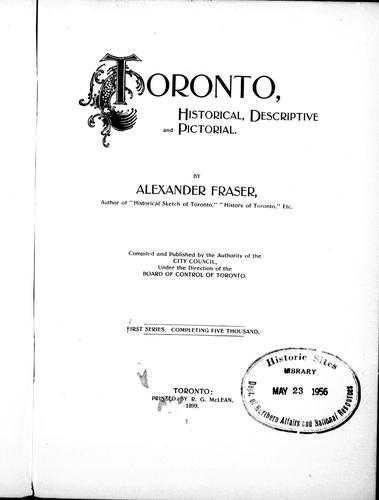 TORONTO,
HISTORICAL, DESCRIPTIVE
and PICTORIAL.
BY
ALEXANDER FRASER,
Author of "Historical Sketch of Toronto," "History of Toronto," Etc.
Compiled and Published by the Authority of the
CITY COUNCIL,
Under the Direction of the
BOARD OF CONTROL OF TORONTO.
FIRST SERIES. COMPLETING FIVE THOUSAND.
TORONTO:
PRINTED BY R. G. McLEAN,
1899.
Historic Sites
LIBRARY
MAY 23 1956
Dept. of Northern Affairs and National Resources